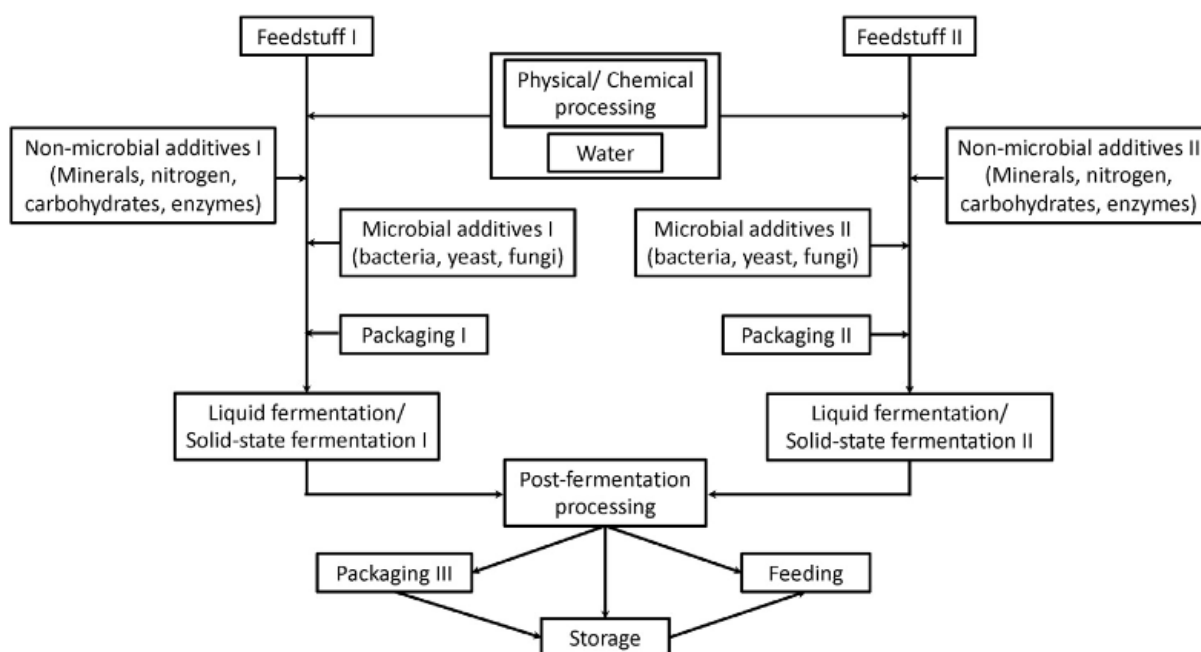 Feedstuff I
Feedstuff II
Physical/ Chemical
processing
Water
Non-microbial additives I
(Minerals, nitrogen,
carbohydrates, enzymes)
Non-microbial additives II
(Minerals, nitrogen,
carbohydrates, enzymes)
Microbial additives I
(bacteria, yeast, fungi)
Microbial additives II
(bacteria, yeast, fungi)
Packaging I
Packaging II
Liquid fermentation/
Solid-state fermentation I
Liquid fermentation/
Solid-state fermentation II
Post-fermentation
processing
Packaging III
Feeding
Storage